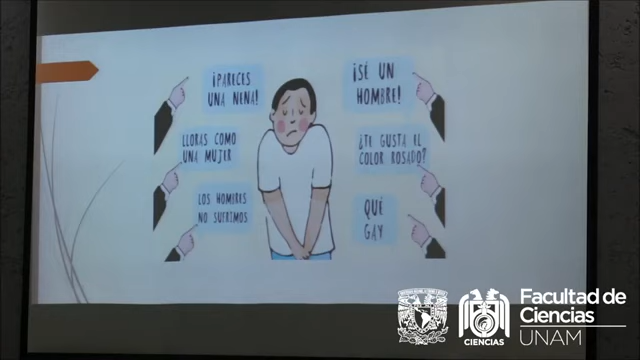 ¡PARECES
UNA NENA!
¡SÉ UN
HOMBRE!
LLORAS COMO
UNA MUJER
¿TE GUSTA EL
COLOR ROSADO?
LOS HOMBRES
NO SUFRIMOS
QUÉ
GAY
CIENCIAS
Facultad de
Ciencias
UNAM